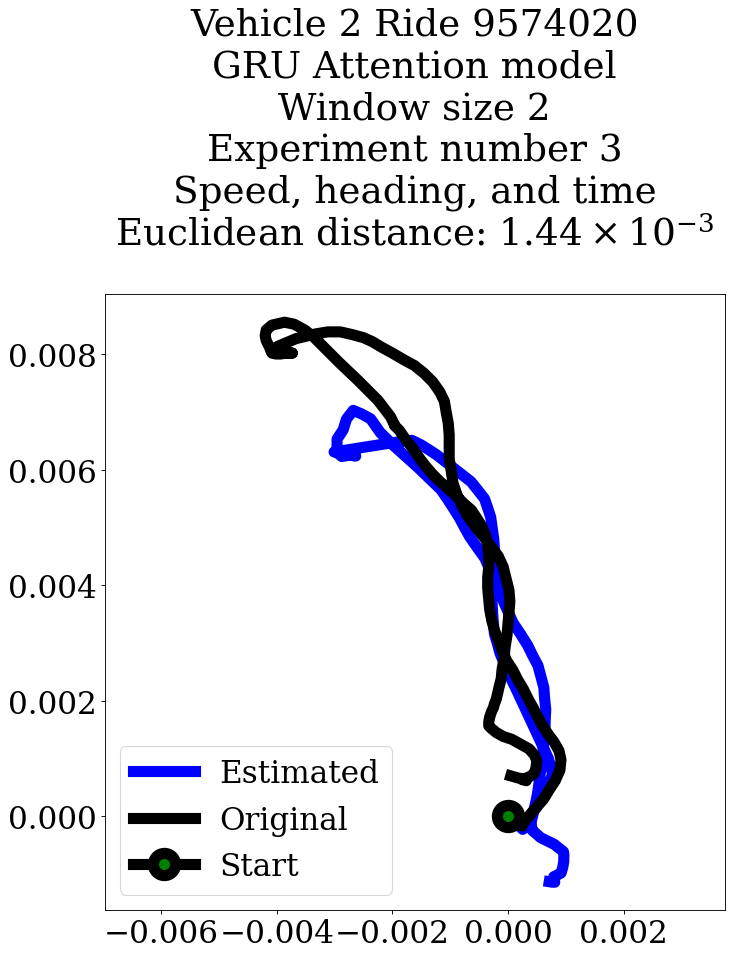 Vehicle 2 Ride 9574020
GRU Attention model
Window size 2
Experiment number 3
Speed, heading, and time
Euclidean distance: 1.44 × 10⁻³
0.008
0.006
0.004
0.002
0.000
Estimated
Original
Start
−0.006 −0.004 −0.002 0.000 0.002